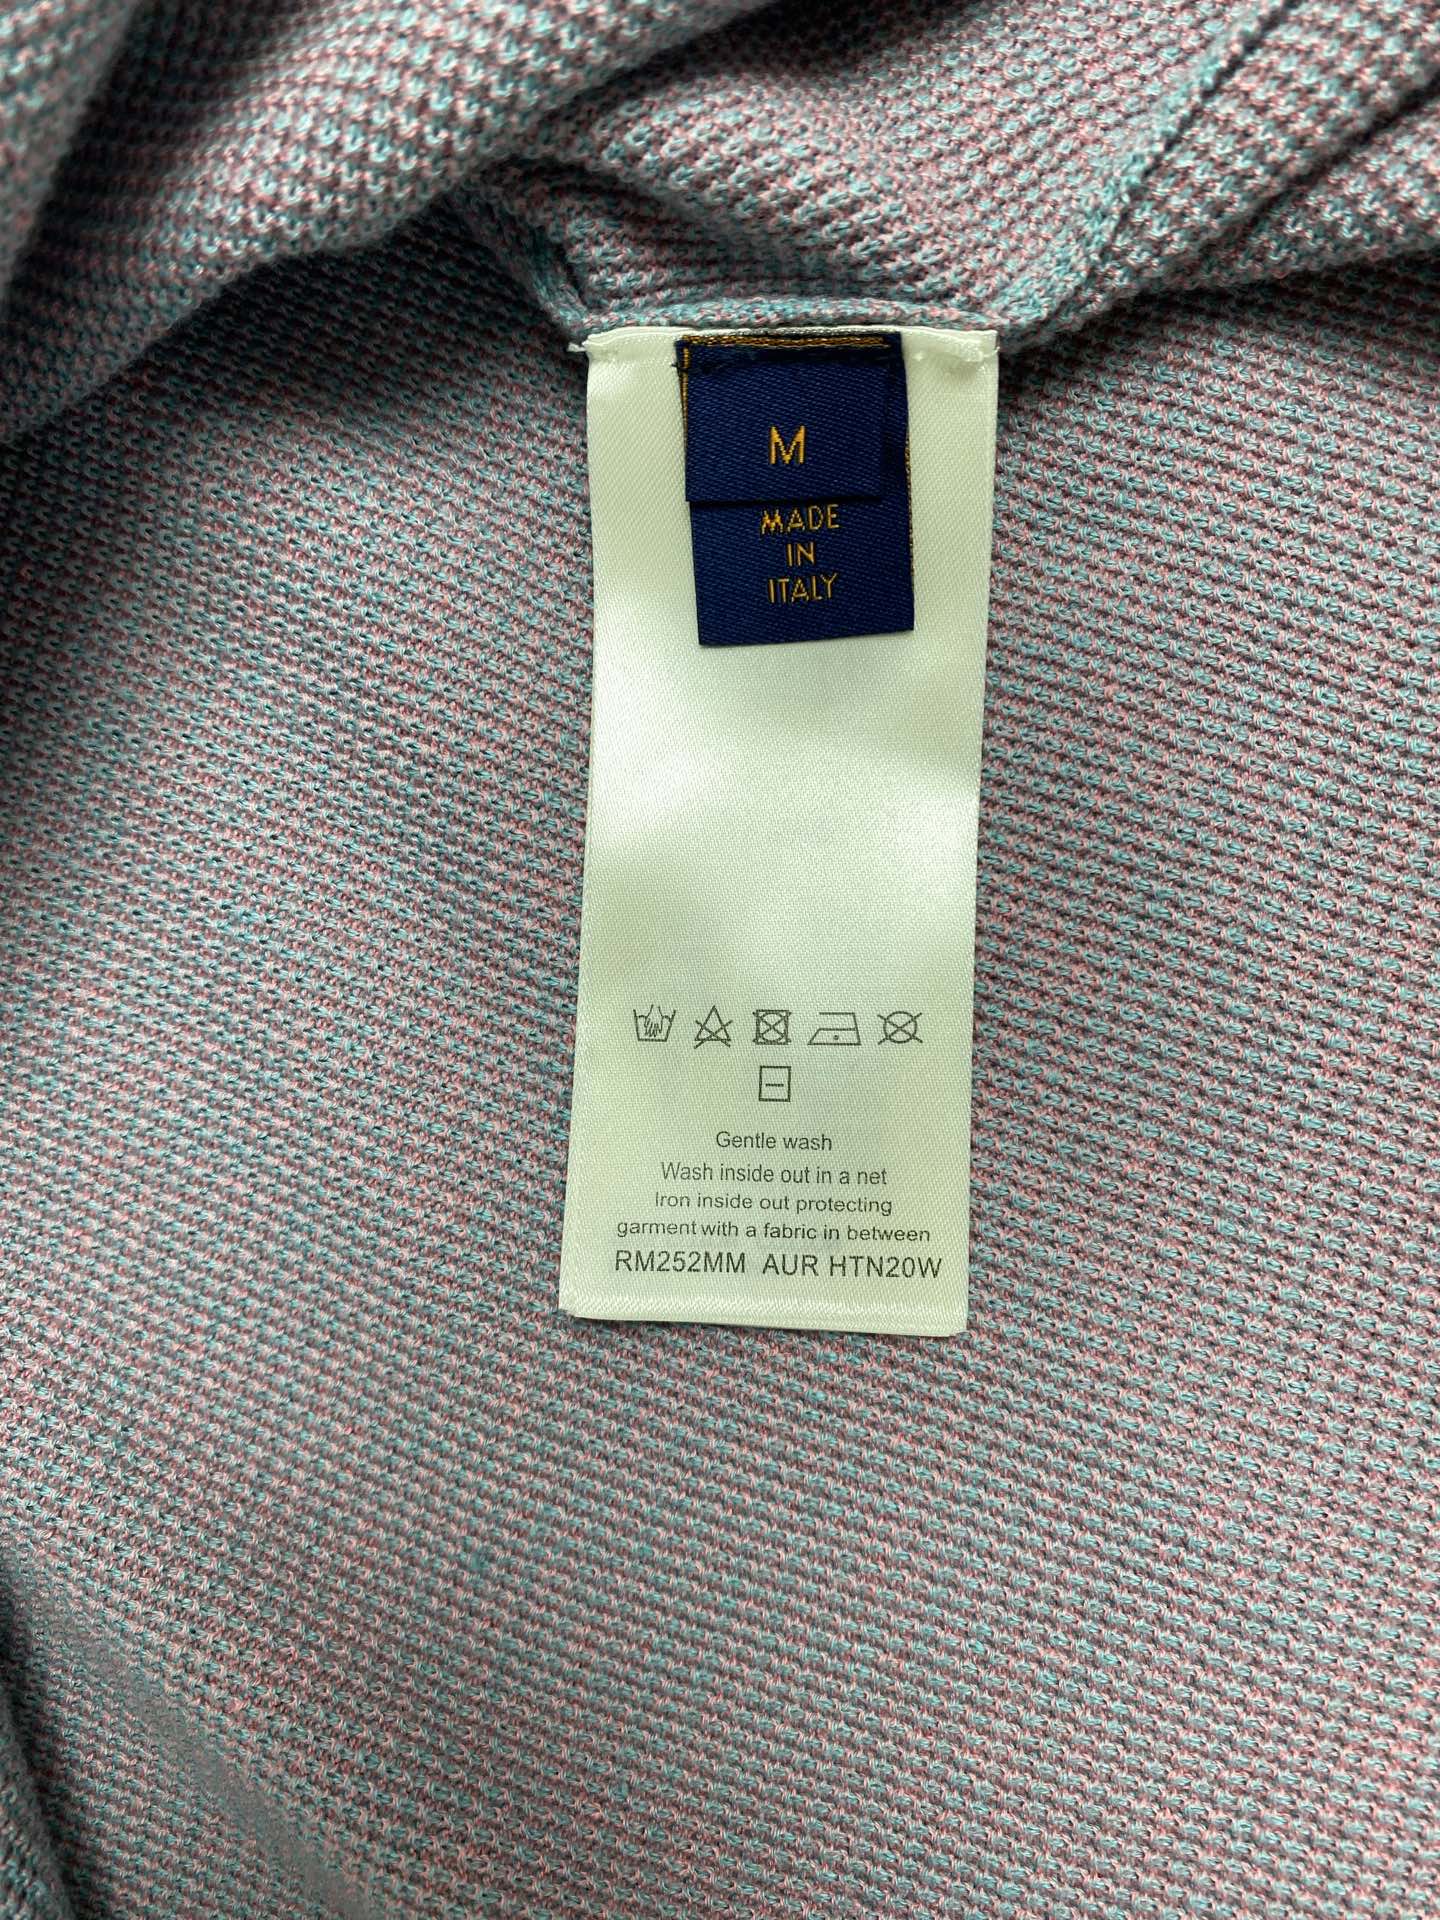 M
MADE
IN
ITALY
Gentle wash
Wash inside out in a net
Iron inside out protecting
garment with a fabric in between
RM252MM AUR HTN20W